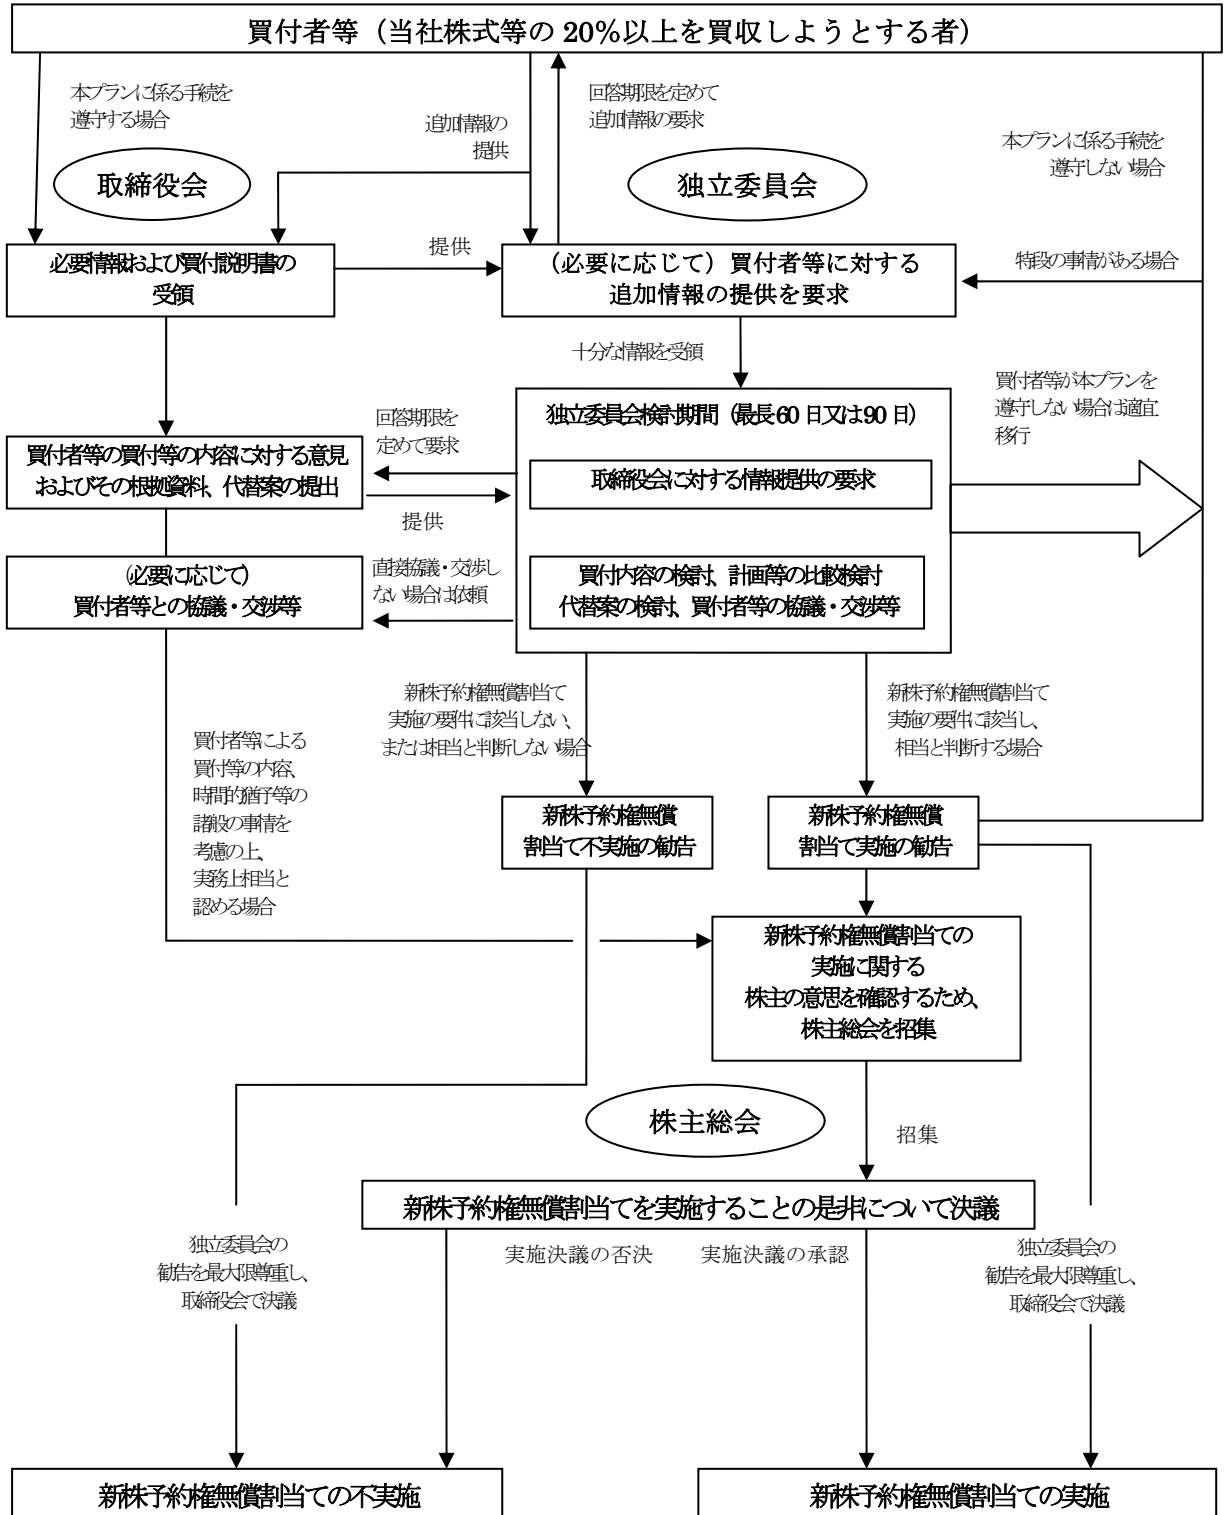 買付者等（当社株式等の 20％以上を買収しようとする者）
本プランに係る手続を
遵守する場合
追加情報の
提供
回答期限を定めて
追加情報の要求
本プランに係る手続を
遵守しない場合
取締役会
独立委員会
必要情報および買付説明書の
受領
提供
（必要に応じて）買付者等に対する
追加情報の提供を要求
特段の事情がある場合
十分な情報を受領
買付者等が本プランを
遵守しない場合は適宜
移行
独立委員会検討期間（最長 60 日又は 90 日）
回答期限を
定めて要求
買付者等の買付等の内容に対する意見
およびその根拠資料、代替案の提出
取締役会に対する情報提供の要求
提供
（必要に応じて）
買付者等との協議・交渉等
直接協議・交渉し
ない場合は依頼
買付内容の検討、計画等の比較検討
代替案の検討、買付者等の協議・交渉等
新株予約権無償割当て
実施の要件に該当しない、
または相当と判断しない場合
新株予約権無償割当て
実施の要件に該当し、
相当と判断する場合
買付者等による
買付等の内容、
時間的猶予等の
諸般の事情を
考慮の上、
実務上相当と
認める場合
新株予約権無償
割当て不実施の勧告
新株予約権無償
割当て実施の勧告
新株予約権無償割当ての
実施に関する
株主の意思を確認するため、
株主総会を招集
株主総会
招集
新株予約権無償割当てを実施することの是非について決議
独立委員会の
勧告を最大限尊重し、
取締役会で決議
実施決議の否決
実施決議の承認
独立委員会の
勧告を最大限尊重し、
取締役会で決議
新株予約権無償割当ての不実施
新株予約権無償割当ての実施